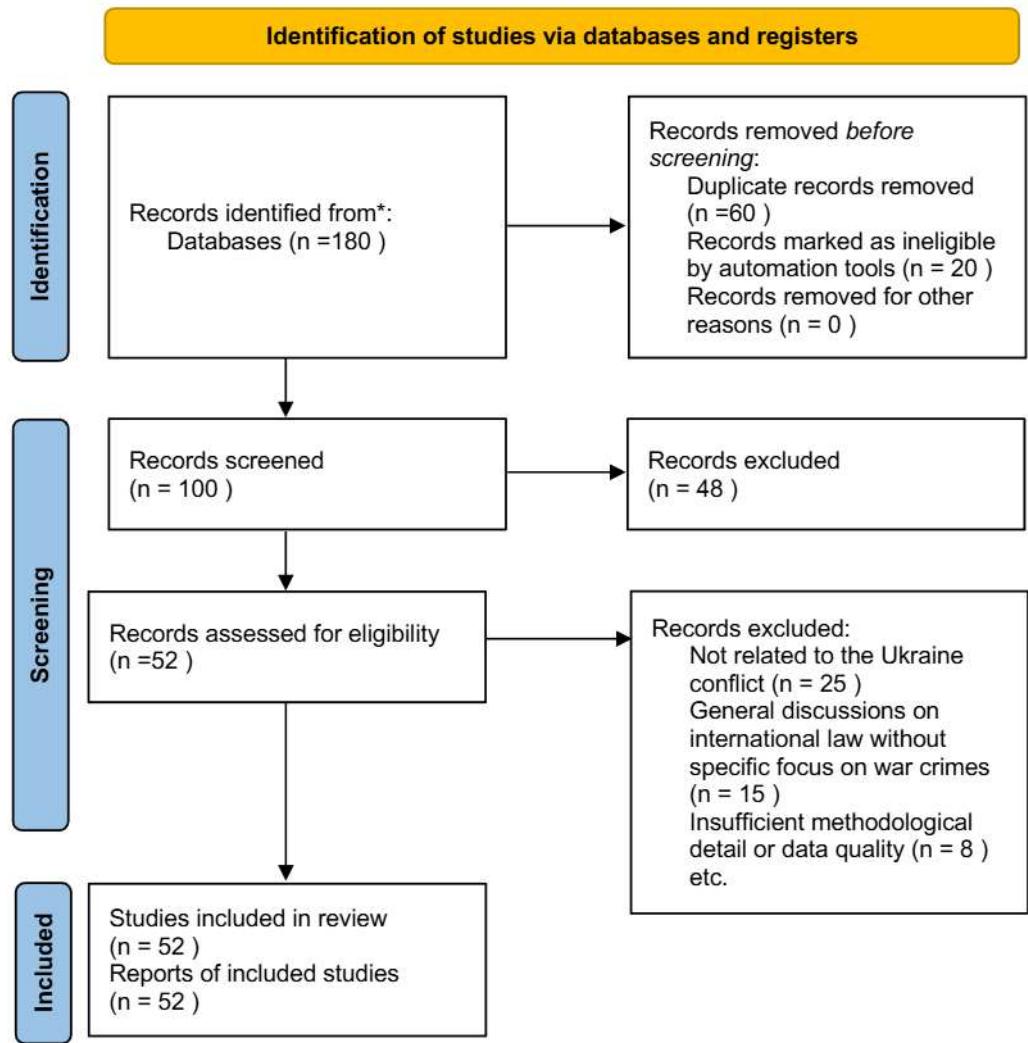 Identification of studies via databases and registers
Identification
Records identified from*:
Databases (n =180 )
Records removed before
screening:
Duplicate records removed
(n =60 )
Records marked as ineligible
by automation tools (n = 20 )
Records removed for other
reasons (n = 0 )
Screening
Records screened
(n = 100 )
Records excluded
(n = 48 )
Records assessed for eligibility
(n =52 )
Records excluded:
Not related to the Ukraine
conflict (n = 25 )
General discussions on
international law without
specific focus on war crimes
(n = 15 )
Insufficient methodological
detail or data quality (n = 8 )
etc.
Included
Studies included in review
(n = 52 )
Reports of included studies
(n = 52 )